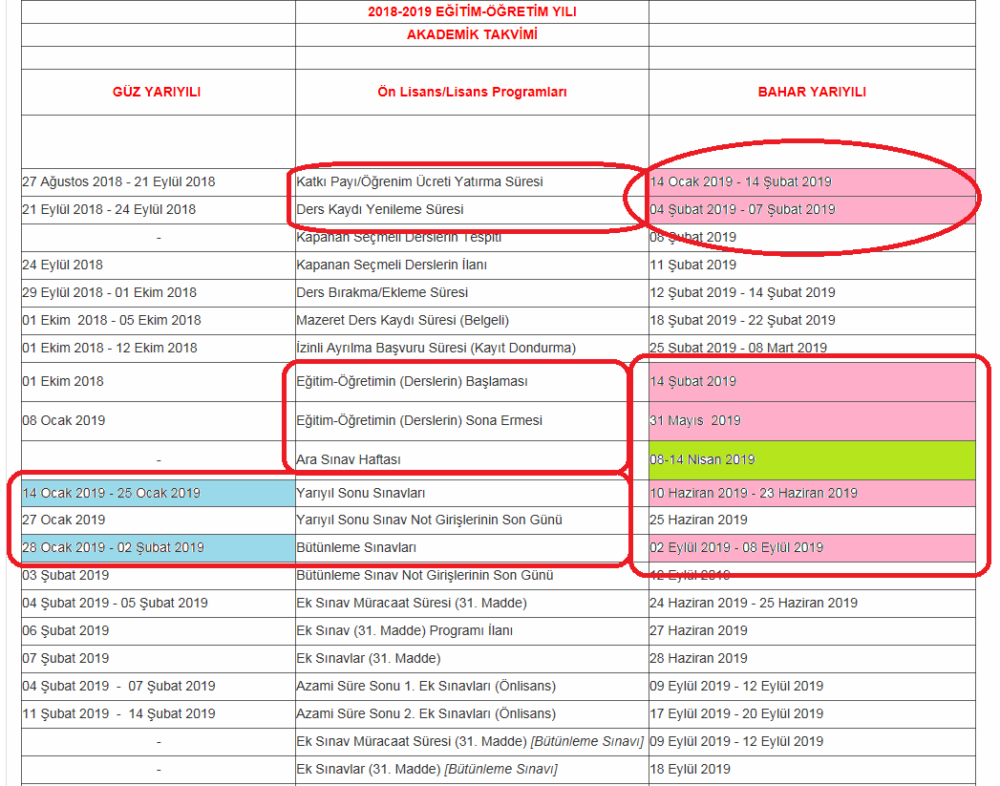 2018-2019 EĞİTİM-ÖĞRETİM YILI
AKADEMİK TAKVİMİ
GÜZ YARIYILI Ön Lisans/Lisans Programları BAHAR YARIYILI
27 Ağustos 2018 - 21 Eylül 2018 Katkı Payı/Öğrenim Ücreti Yatırma Süresi 14 Ocak 2019 - 14 Şubat 2019
21 Eylül 2018 - 24 Eylül 2018 Ders Kaydı Yenileme Süresi 04 Şubat 2019 - 07 Şubat 2019
- Kapanan Seçmeli Derslerin Tespiti 08 Şubat 2019
24 Eylül 2018 Kapanan Seçmeli Derslerin İlanı 11 Şubat 2019
29 Eylül 2018 - 01 Ekim 2018 Ders Bırakma/Ekleme Süresi 12 Şubat 2019 - 14 Şubat 2019
01 Ekim  2018 - 05 Ekim 2018 Mazeret Ders Kaydı Süresi (Belgeli) 18 Şubat 2019 - 22 Şubat 2019
01 Ekim 2018 - 12 Ekim 2018 İzinli Ayrılma Başvuru Süresi (Kayıt Dondurma) 25 Şubat 2019 - 08 Mart 2019
01 Ekim 2018 Eğitim-Öğretimin (Derslerin) Başlaması 14 Şubat 2019
08 Ocak 2019 Eğitim-Öğretimin (Derslerin) Sona Ermesi 31 Mayıs  2019
- Ara Sınav Haftası 08-14 Nisan 2019
14 Ocak 2019 - 25 Ocak 2019 Yarıyıl Sonu Sınavları 10 Haziran 2019 - 23 Haziran 2019
27 Ocak 2019 Yarıyıl Sonu Sınav Not Girişlerinin Son Günü 25 Haziran 2019
28 Ocak 2019 - 02 Şubat 2019 Bütünleme Sınavları 02 Eylül 2019 - 08 Eylül 2019
03 Şubat 2019 Bütünleme Sınav Not Girişlerinin Son Günü 12 Eylül 2019
04 Şubat 2019 - 05 Şubat 2019 Ek Sınav Müracaat Süresi (31. Madde) 24 Haziran 2019 - 25 Haziran 2019
06 Şubat 2019 Ek Sınav (31. Madde) Programı İlanı 27 Haziran 2019
07 Şubat 2019 Ek Sınavlar (31. Madde) 28 Haziran 2019
04 Şubat 2019  -  07 Şubat 2019 Azami Süre Sonu 1. Ek Sınavları (Önlisans) 09 Eylül 2019 - 12 Eylül 2019
11 Şubat 2019  -  14 Şubat 2019 Azami Süre Sonu 2. Ek Sınavları (Önlisans) 17 Eylül 2019 - 20 Eylül 2019
- Ek Sınav Müracaat Süresi (31. Madde) [Bütünleme Sınavı] 09 Eylül 2019 - 12 Eylül 2019
- Ek Sınavlar (31. Madde) [Bütünleme Sınavı] 18 Eylül 2019